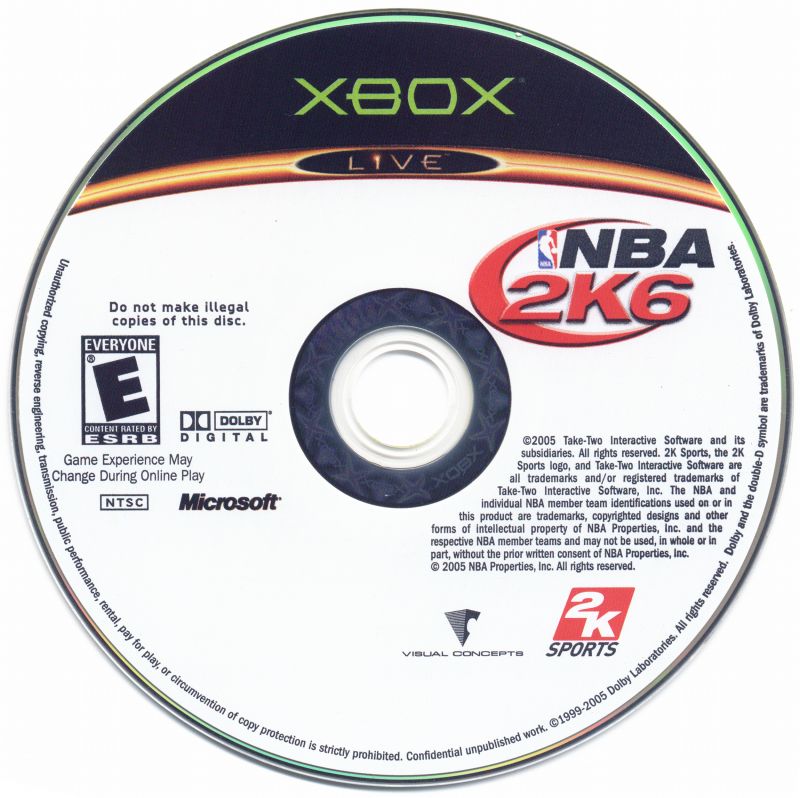 XBOX
LIVE™
NBA
NBA
2K6
Do not make illegal
copies of this disc.
EVERYONE
E®
CONTENT RATED BY
ESRB
DOLBY
DIGITAL
Game Experience May
Change During Online Play
NTSC
Microsoft®
XBOX
©2005 Take-Two Interactive Software and its
subsidiaries. All rights reserved. 2K Sports, the 2K
Sports logo, and Take-Two Interactive Software are
all trademarks and/or registered trademarks of
Take-Two Interactive Software, Inc. The NBA and
individual NBA member team identifications used on or in
this product are trademarks, copyrighted designs and other
forms of intellectual property of NBA Properties, Inc. and the
respective NBA member teams and may not be used, in whole or in
part, without the prior written consent of NBA Properties, Inc.
© 2005 NBA Properties, Inc. All rights reserved.
VISUAL CONCEPTS
2K
SPORTS
Unauthorized copying, reverse engineering, transmission, public performance, rental, pay for play, or circumvention of copy protection is strictly prohibited. Confidential unpublished work. ©1999-2005 Dolby Laboratories. All rights reserved. Dolby and the double-D symbol are trademarks of Dolby Laboratories.